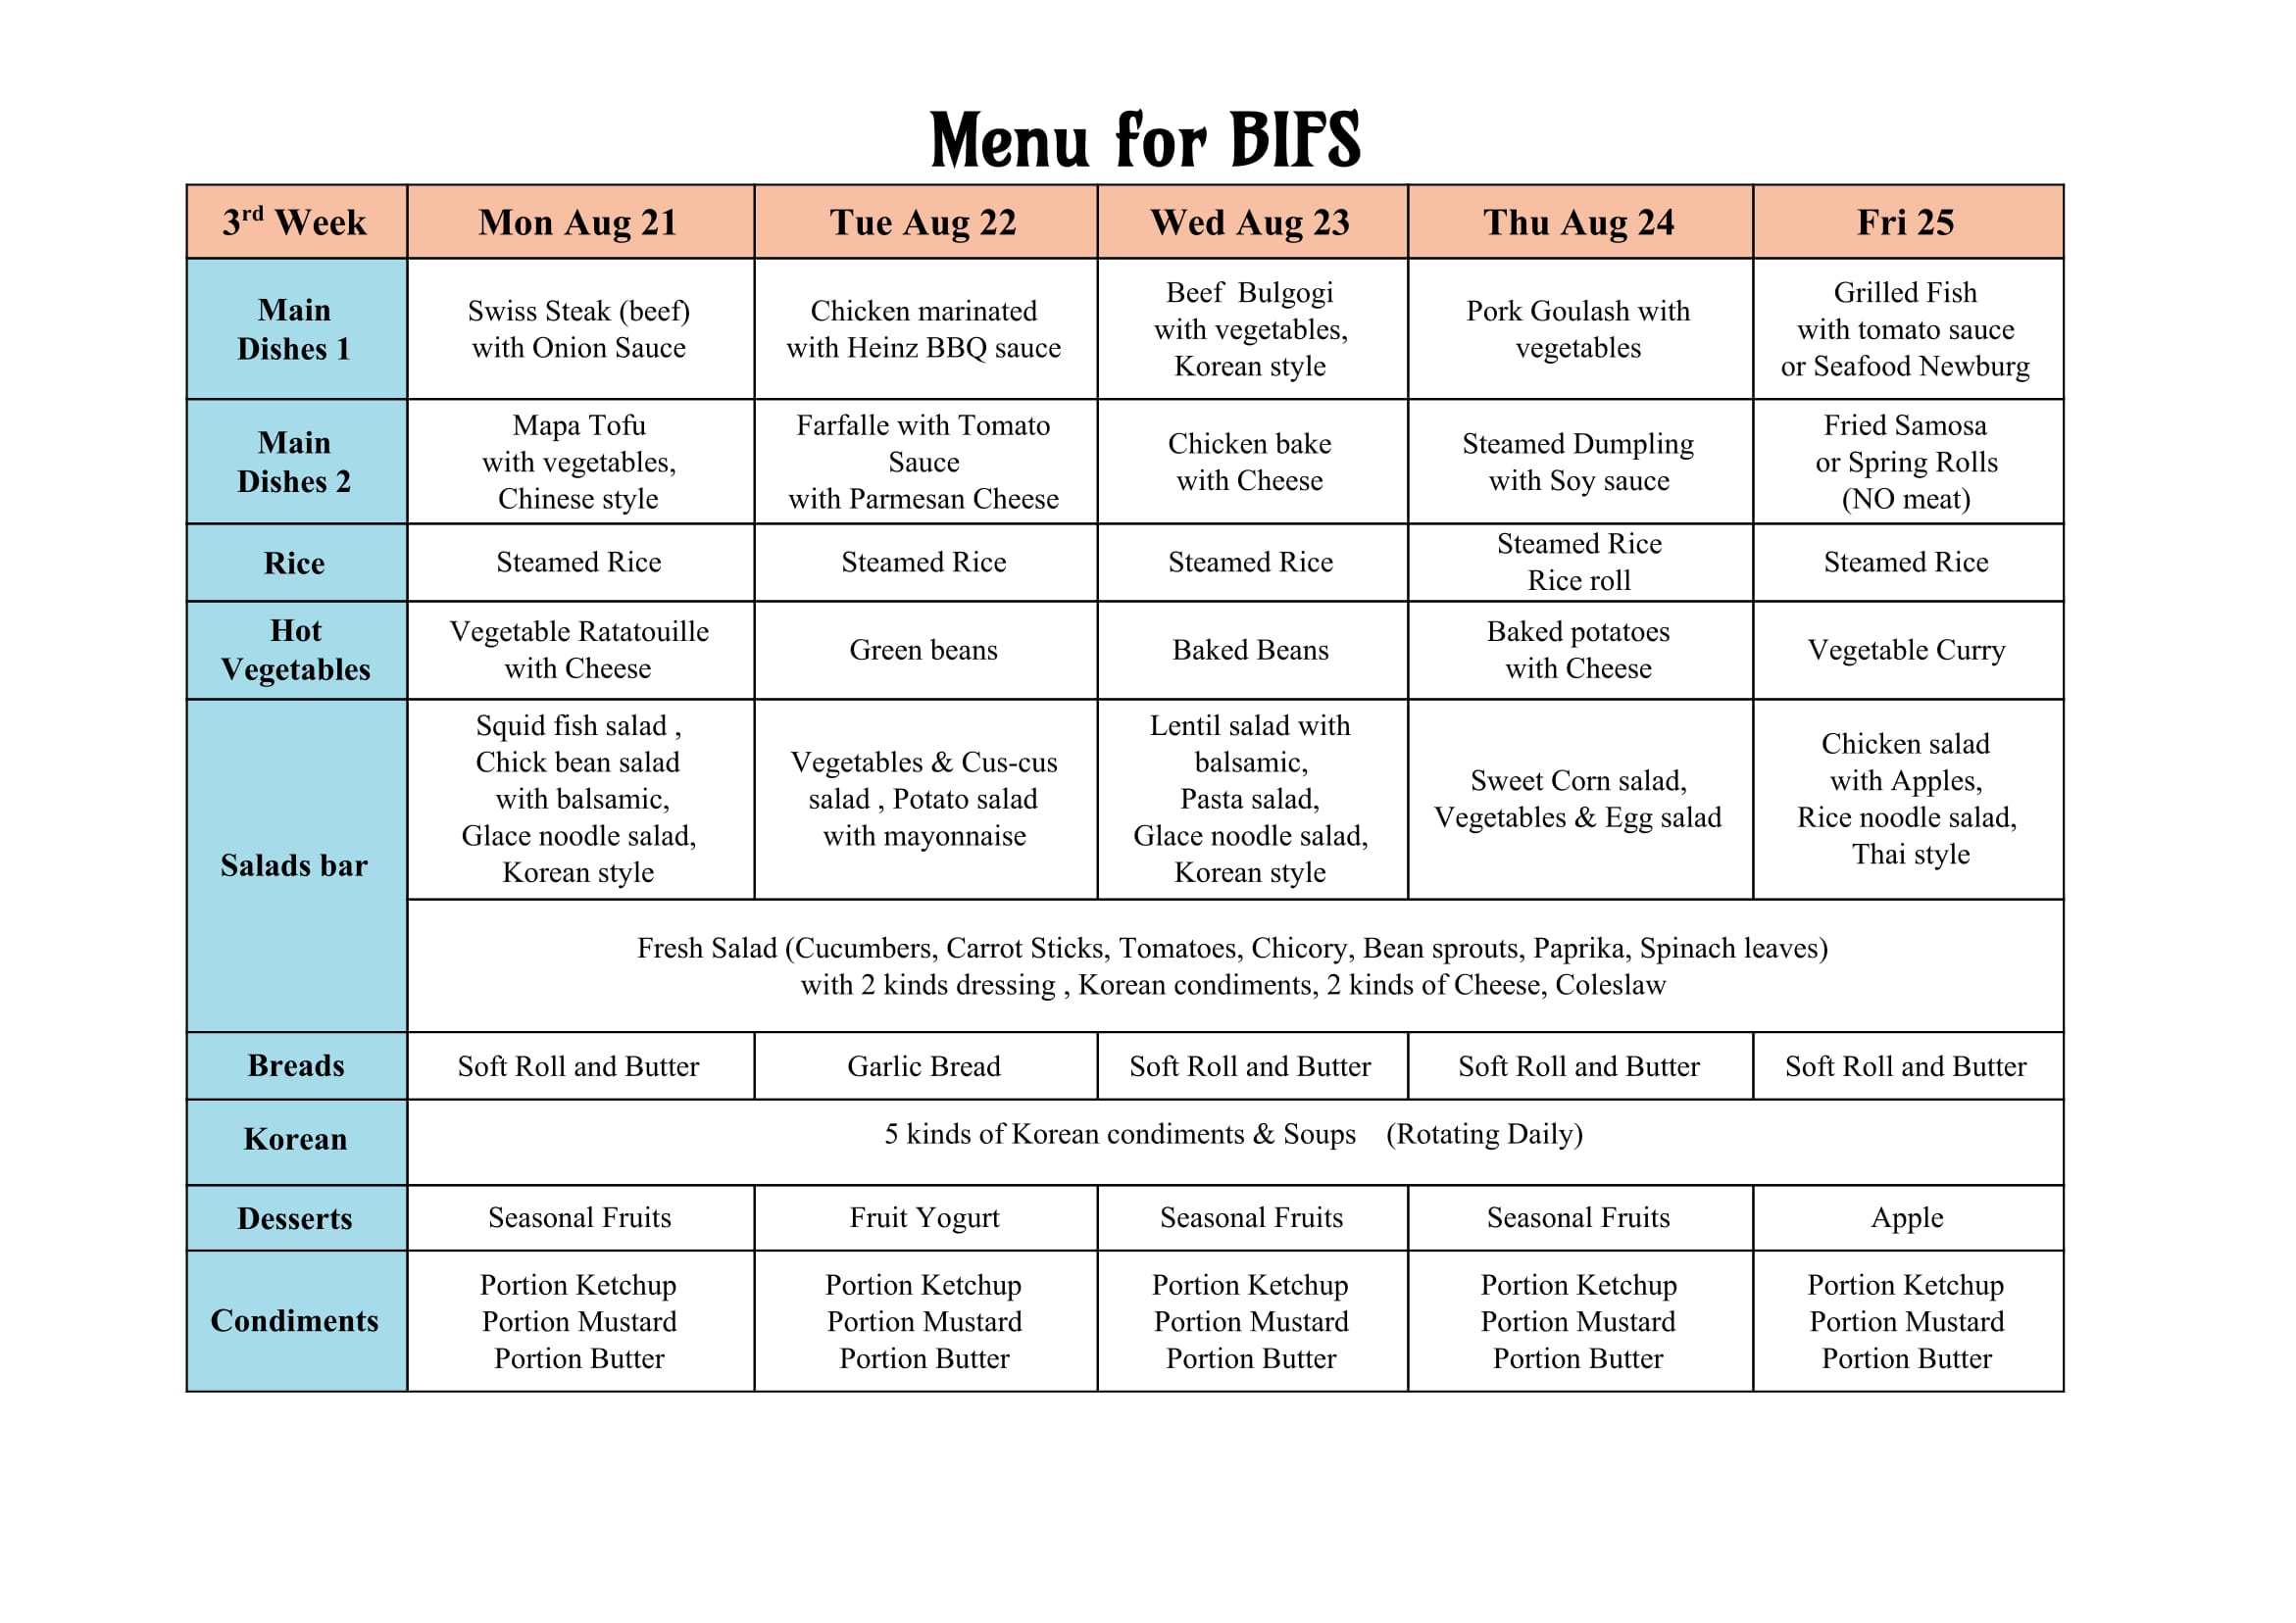 Menu for BIFS
3rd Week
Mon Aug 21
Tue Aug 22
Wed Aug 23
Thu Aug 24
Fri 25
Main
Dishes 1
Swiss Steak (beef)
with Onion Sauce
Chicken marinated
with Heinz BBQ sauce
Beef  Bulgogi
with vegetables,
Korean style
Pork Goulash with
vegetables
Grilled Fish
with tomato sauce
or Seafood Newburg
Main
Dishes 2
Mapa Tofu
with vegetables,
Chinese style
Farfalle with Tomato
Sauce
with Parmesan Cheese
Chicken bake
with Cheese
Steamed Dumpling
with Soy sauce
Fried Samosa
or Spring Rolls
(NO meat)
Rice
Steamed Rice
Steamed Rice
Steamed Rice
Steamed Rice
Rice roll
Steamed Rice
Hot
Vegetables
Vegetable Ratatouille
with Cheese
Green beans
Baked Beans
Baked potatoes
with Cheese
Vegetable Curry
Salads bar
Squid fish salad ,
Chick bean salad
with balsamic,
Glace noodle salad,
Korean style
Vegetables & Cus-cus
salad , Potato salad
with mayonnaise
Lentil salad with
balsamic,
Pasta salad,
Glace noodle salad,
Korean style
Sweet Corn salad,
Vegetables & Egg salad
Chicken salad
with Apples,
Rice noodle salad,
Thai style
Fresh Salad (Cucumbers, Carrot Sticks, Tomatoes, Chicory, Bean sprouts, Paprika, Spinach leaves)
with 2 kinds dressing , Korean condiments, 2 kinds of Cheese, Coleslaw
Breads
Soft Roll and Butter
Garlic Bread
Soft Roll and Butter
Soft Roll and Butter
Soft Roll and Butter
Korean
5 kinds of Korean condiments & Soups    (Rotating Daily)
Desserts
Seasonal Fruits
Fruit Yogurt
Seasonal Fruits
Seasonal Fruits
Apple
Condiments
Portion Ketchup
Portion Mustard
Portion Butter
Portion Ketchup
Portion Mustard
Portion Butter
Portion Ketchup
Portion Mustard
Portion Butter
Portion Ketchup
Portion Mustard
Portion Butter
Portion Ketchup
Portion Mustard
Portion Butter